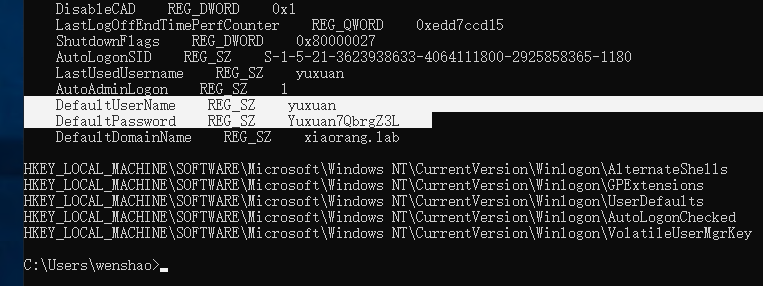 DisableCAD    REG_DWORD    0x1
LastLogOffEndTimePerfCounter    REG_QWORD    0xedd7ccd15
ShutdownFlags    REG_DWORD    0x80000027
AutoLogonSID    REG_SZ    S-1-5-21-3623938633-4064111800-2925858365-1180
LastUsedUsername    REG_SZ    yuxuan
AutoAdminLogon    REG_SZ    1
DefaultUserName    REG_SZ    yuxuan
DefaultPassword    REG_SZ    Yuxuan7QbrgZ3L
DefaultDomainName    REG_SZ    xiaorang.lab
HKEY_LOCAL_MACHINE\SOFTWARE\Microsoft\Windows NT\CurrentVersion\Winlogon\AlternateShells
HKEY_LOCAL_MACHINE\SOFTWARE\Microsoft\Windows NT\CurrentVersion\Winlogon\GPExtensions
HKEY_LOCAL_MACHINE\SOFTWARE\Microsoft\Windows NT\CurrentVersion\Winlogon\UserDefaults
HKEY_LOCAL_MACHINE\SOFTWARE\Microsoft\Windows NT\CurrentVersion\Winlogon\AutoLogonChecked
HKEY_LOCAL_MACHINE\SOFTWARE\Microsoft\Windows NT\CurrentVersion\Winlogon\VolatileUserMgrKey
C:\Users\wenshao>